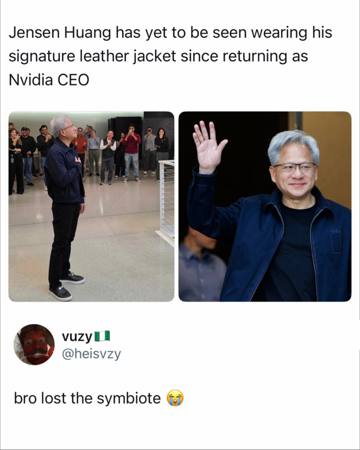 Jensen Huang has yet to be seen wearing his
signature leather jacket since returning as
Nvidia CEO
vuzy🇳🇬
@heisvzy
bro lost the symbiote 😭